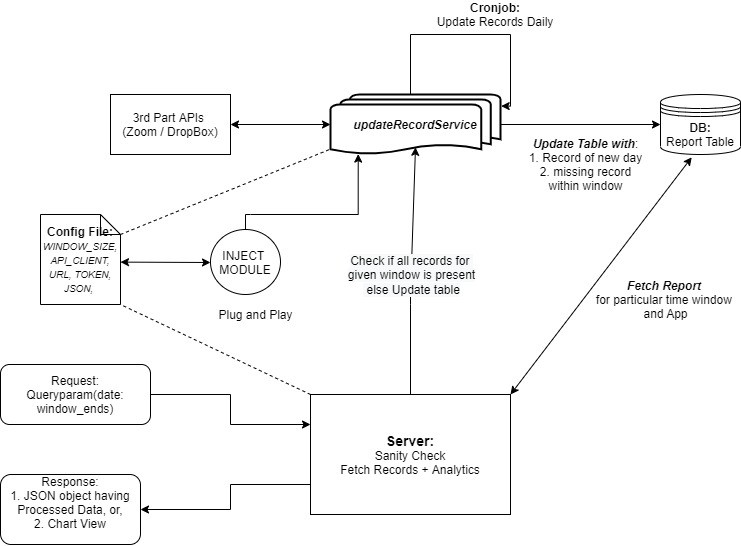 Cronjob:
Update Records Daily
3rd Part APIs
(Zoom / DropBox)
updateRecordService
DB:
Report Table
Update Table with:
1. Record of new day
2. missing record
within window
Config File:
WINDOW_SIZE,
API_CLIENT,
URL, TOKEN,
JSON,
INJECT
MODULE
Plug and Play
Check if all records for
given window is present
else Update table
Fetch Report
for particular time window
and App
Request:
Queryparam(date:
window_ends)
Server:
Sanity Check
Fetch Records + Analytics
Response:
1. JSON object having
Processed Data, or,
2. Chart View